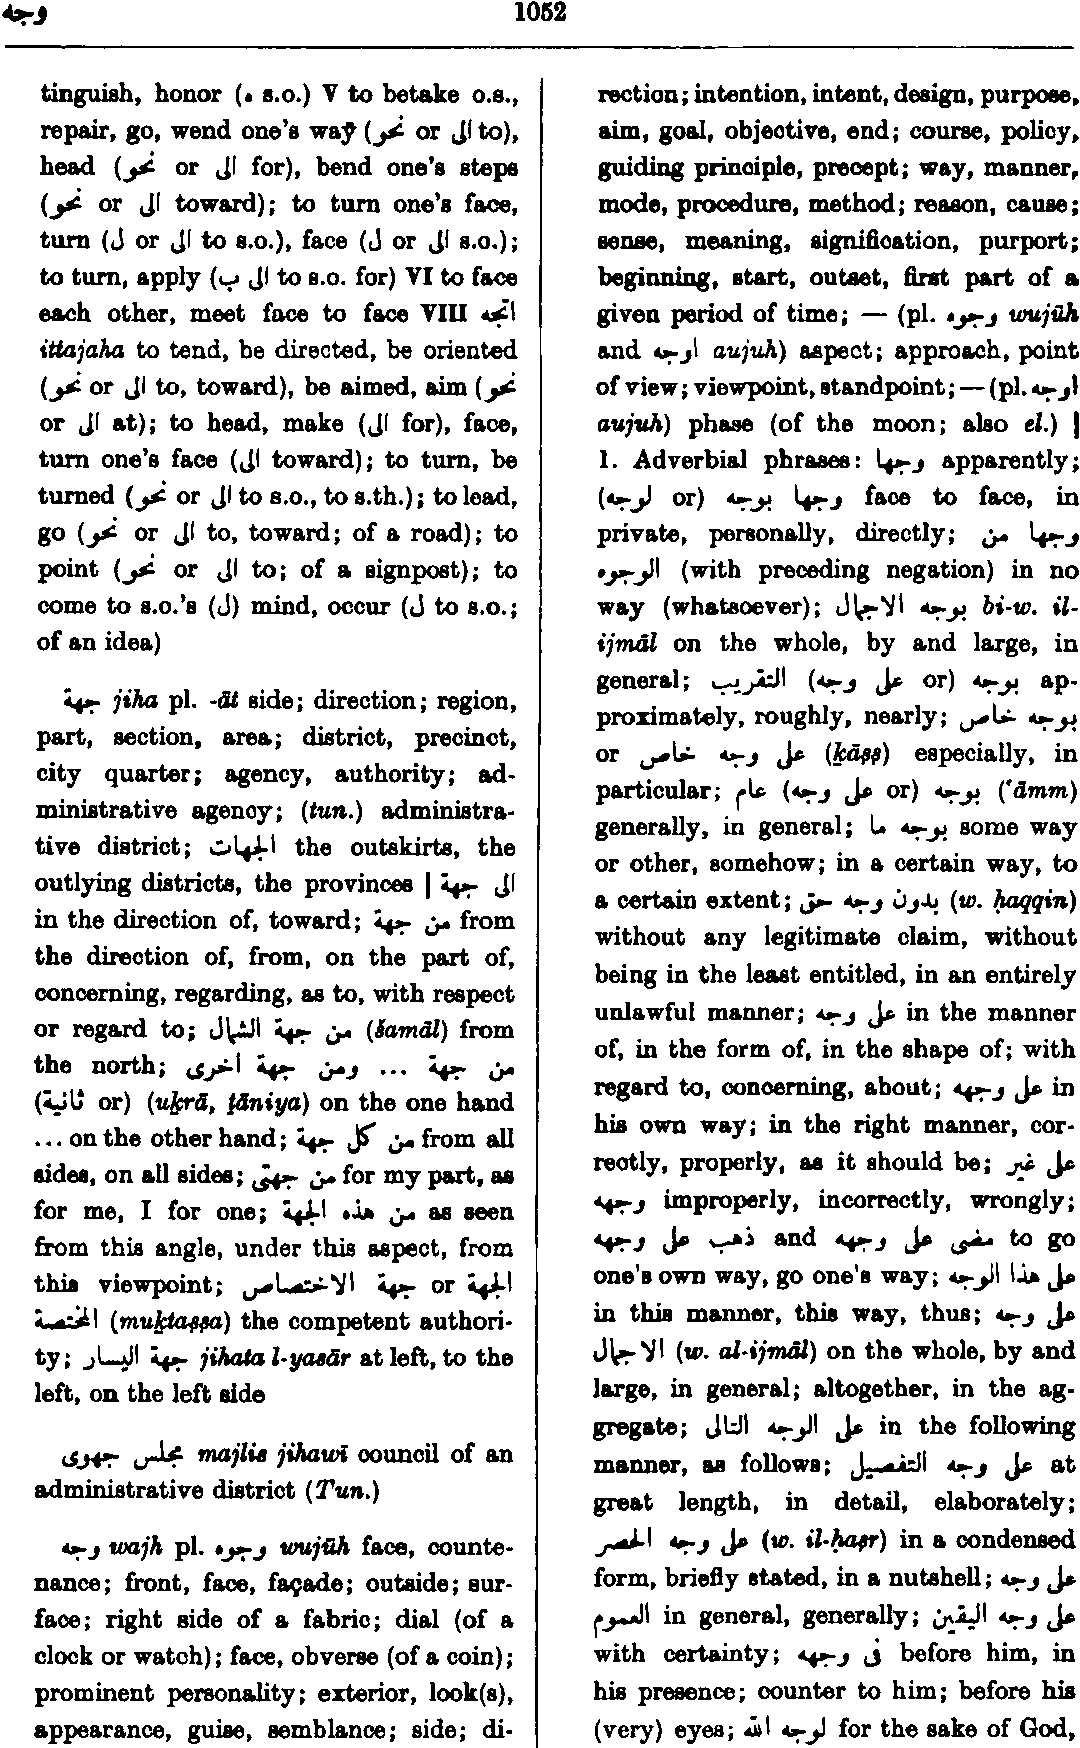 وجه
1052
tinguish, honor (ه s.o.) V to betake o.s.,
repair, go, wend one's way (نحو or الى to),
head (نحو or الى for), bend one's steps
(نحو or الى toward); to turn one's face,
turn (ل or الى to s.o.), face (ل or الى s.o.);
to turn, apply (الى ب to s.o. for) VI to face
each other, meet face to face VIII اتجه
ittajaha to tend, be directed, be oriented
(نحو or الى to, toward), be aimed, aim (نحو
or الى at); to head, make (الى for), face,
turn one's face (الى toward); to turn, be
turned (نحو or الى to s.o., to s.th.); to lead,
go (نحو or الى to, toward; of a road); to
point (نحو or الى to; of a signpost); to
come to s.o.'s (ل) mind, occur (ل to s.o.;
of an idea)
جهة jiha pl. -āt side; direction; region,
part, section, area; district, precinct,
city quarter; agency, authority; ad-
ministrative agency; (tun.) administra-
tive district; الجهات the outskirts, the
outlying districts, the provinces | الى جهة
in the direction of, toward; من جهة from
the direction of, from, on the part of,
concerning, regarding, as to, with respect
or regard to; من جهة الشمال (šamāl) from
the north; من جهة ... ومن جهة اخرى
(ثانية or) (uḵrā, ṯāniya) on the one hand
... on the other hand; من كل جهة from all
sides, on all sides; من جهتى for my part, as
for me, I for one; من هذه الجهة as seen
from this angle, under this aspect, from
this viewpoint; جهة الاختصاص or الجهة
المختصة (muḵtaṣṣa) the competent authori-
ty; جهة اليسار jihata l-yasār at left, to the
left, on the left side
مجلس جهوى majlis jihawī council of an
administrative district (Tun.)
وجه wajh pl. وجوه wujūh face, counte-
nance; front, face, façade; outside; sur-
face; right side of a fabric; dial (of a
clock or watch); face, obverse (of a coin);
prominent personality; exterior, look(s),
appearance, guise, semblance; side; di-
rection; intention, intent, design, purpose,
aim, goal, objective, end; course, policy,
guiding principle, precept; way, manner,
mode, procedure, method; reason, cause;
sense, meaning, signification, purport;
beginning, start, outset, first part of a
given period of time; — (pl. وجوه wujūh
and اوجه aujuh) aspect; approach, point
of view; viewpoint, standpoint; — (pl. اوجه
aujuh) phase (of the moon; also el.) |
1. Adverbial phrases: وجها apparently;
وجها بوجه (or لوجه) face to face, in
private, personally, directly; وجها من
الوجوه (with preceding negation) in no
way (whatsoever); بوجه الاجمال bi-w. il-
ijmāl on the whole, by and large, in
general; بوجه (or على وجه) التقريب ap-
proximately, roughly, nearly; بوجه خاص
or على وجه خاص (ḵāṣṣ) especially, in
particular; بوجه (or على وجه) عام (ʿāmm)
generally, in general; بوجه ما some way
or other, somehow; in a certain way, to
a certain extent; بدون وجه حق (w. ḥaqqin)
without any legitimate claim, without
being in the least entitled, in an entirely
unlawful manner; على وجه in the manner
of, in the form of, in the shape of; with
regard to, concerning, about; على وجهه in
his own way; in the right manner, cor-
rectly, properly, as it should be; على غير
وجهه improperly, incorrectly, wrongly;
ذهب على وجهه and مضى على وجهه to go
one's own way, go one's way; على هذا الوجه
in this manner, this way, thus; على وجه
الاجمال (w. al-ijmāl) on the whole, by and
large, in general; altogether, in the ag-
gregate; على الوجه التالى in the following
manner, as follows; على وجه التفصيل at
great length, in detail, elaborately;
على وجه الحصر (w. il-ḥaṣr) in a condensed
form, briefly stated, in a nutshell; على وجه
العموم in general, generally; على وجه اليقين
with certainty; فى وجهه before him, in
his presence; counter to him; before his
(very) eyes; لوجه الله for the sake of God,